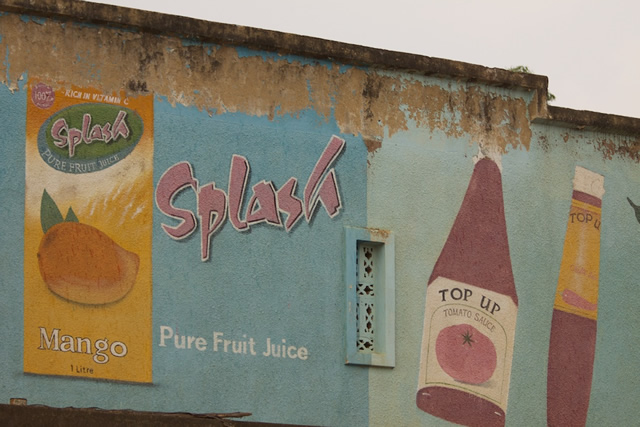 100%
RICH IN VITAMIN C
Splash
PURE FRUIT JUICE
Mango
1 Litre
Splash
Pure Fruit Juice
TOP UP
TOMATO SAUCE
TOP U